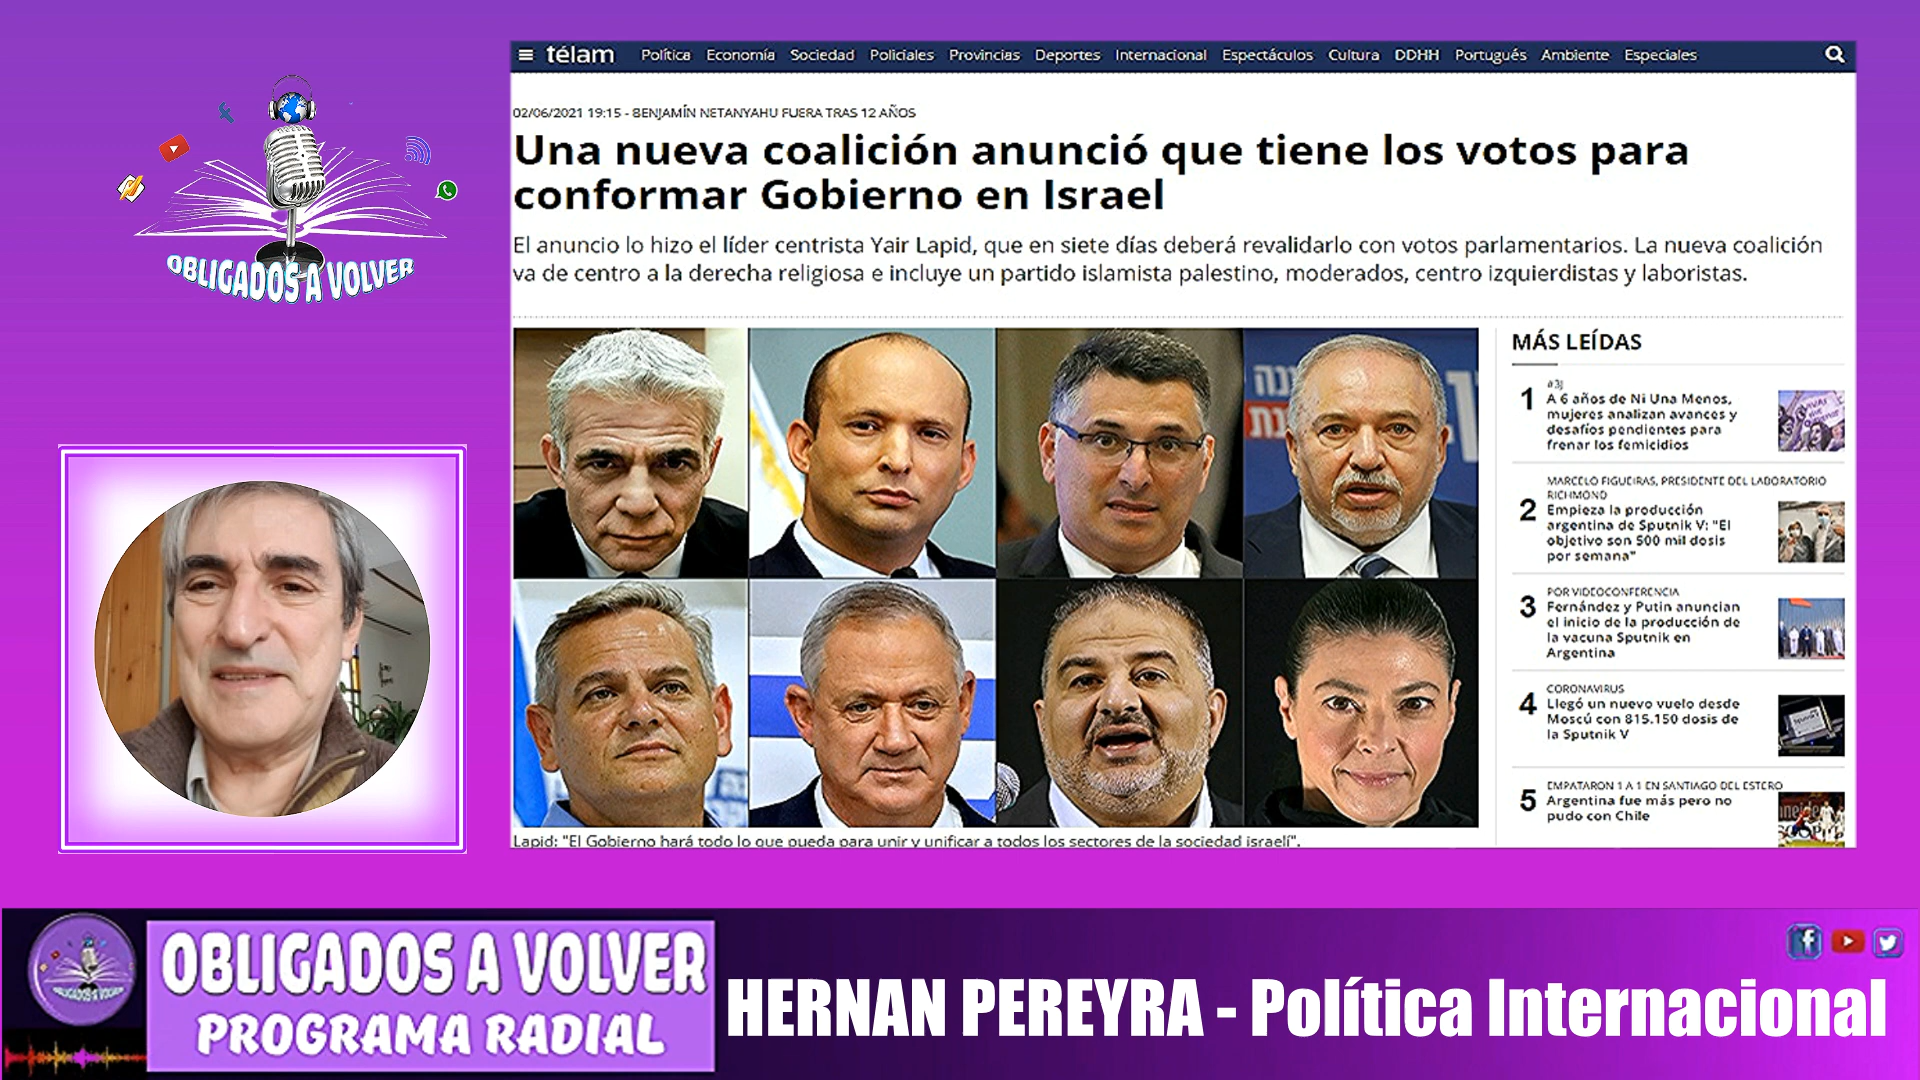 télam Política Economía Sociedad Policiales Provincias Deportes Internacional Espectáculos Cultura DDHH Portugués Ambiente Especiales
02/06/2021 19:15 - BENJAMÍN NETANYAHU FUERA TRAS 12 AÑOS
Una nueva coalición anunció que tiene los votos para
conformar Gobierno en Israel
El anuncio lo hizo el líder centrista Yair Lapid, que en siete días deberá revalidarlo con votos parlamentarios. La nueva coalición
va de centro a la derecha religiosa e incluye un partido islamista palestino, moderados, centro izquierdistas y laboristas.
OBLIGADOS A VOLVER
MÁS LEÍDAS
#3J
1 A 6 años de Ni Una Menos,
mujeres analizan avances y
desafíos pendientes para
frenar los femicidios
MARCELO FIGUEIRAS, PRESIDENTE DEL LABORATORIO
RICHMOND
2 Empieza la producción
argentina de Sputnik V: "El
objetivo son 500 mil dosis
por semana"
POR VIDEOCONFERENCIA
3 Fernández y Putin anuncian
el inicio de la producción de
la vacuna Sputnik en
Argentina
CORONAVIRUS
4 Llegó un nuevo vuelo desde
Moscú con 815.150 dosis de
la Sputnik V
EMPATARON 1 A 1 EN SANTIAGO DEL ESTERO
5 Argentina fue más pero no
pudo con Chile
Lapid: "El Gobierno hará todo lo que pueda para unir y unificar a todos los sectores de la sociedad israelí".
OBLIGADOS A VOLVER
PROGRAMA RADIAL
HERNAN PEREYRA - Política Internacional